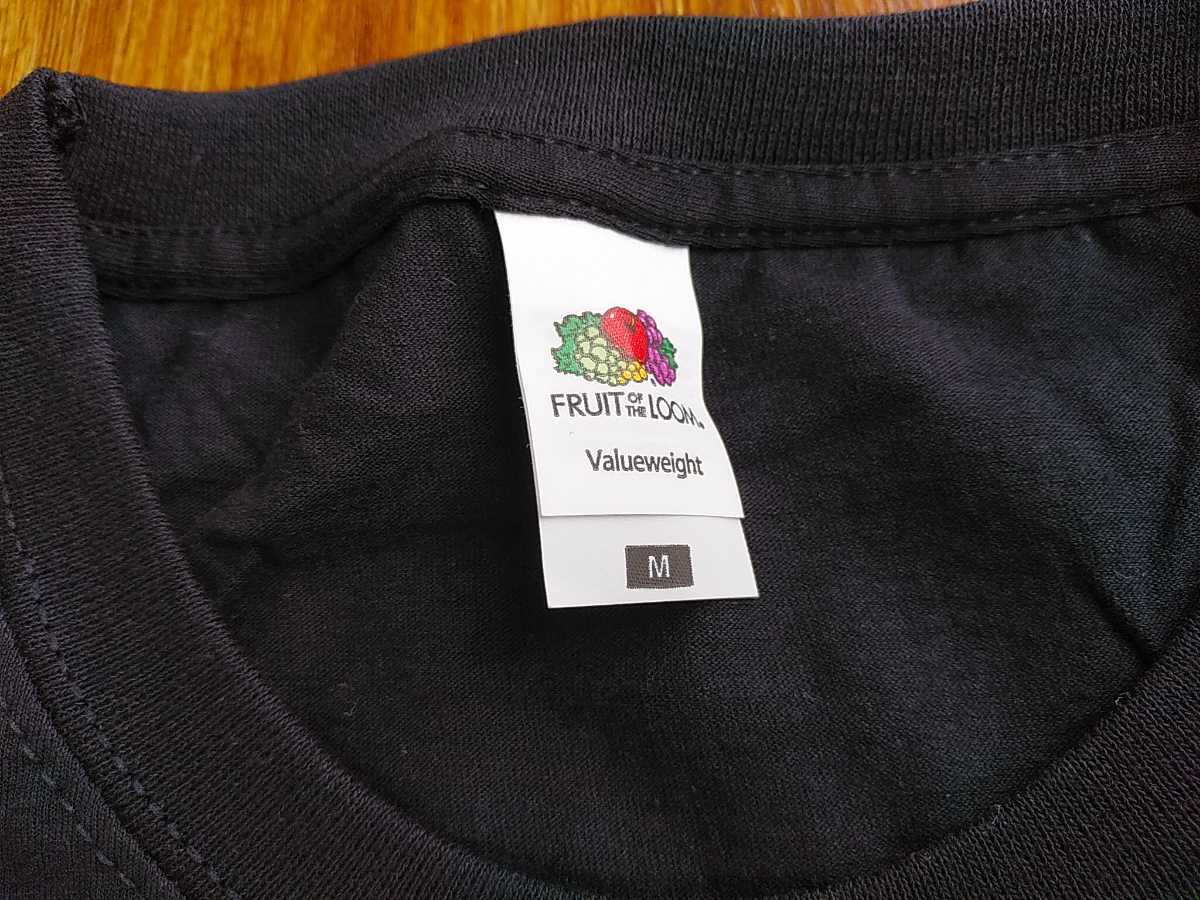 FRUIT OF THE LOOM
Valueweight
M